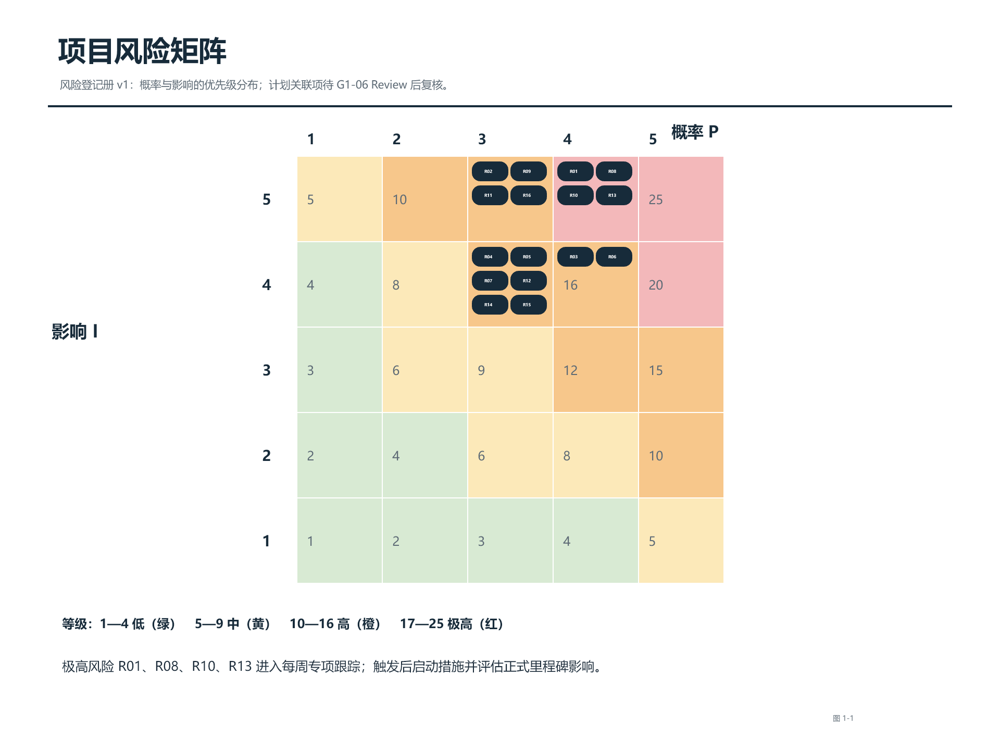 项目风险矩阵
风险登记册 v1：概率与影响的优先级分布；计划关联项待 G1-06 Review 后复核。
概率 P
1 2 3 4 5
5 5 10 R02 R09 R01 R08 25
R11 R16 R10 R13
4 4 8 R04 R05 R03 R06 20
R07 R12 16
R14 R15
影响 I
3 3 6 9 12 15
2 2 4 6 8 10
1 1 2 3 4 5
等级：1—4 低（绿） 5—9 中（黄） 10—16 高（橙） 17—25 极高（红）
极高风险 R01、R08、R10、R13 进入每周专项跟踪；触发后启动措施并评估正式里程碑影响。
图 1-1